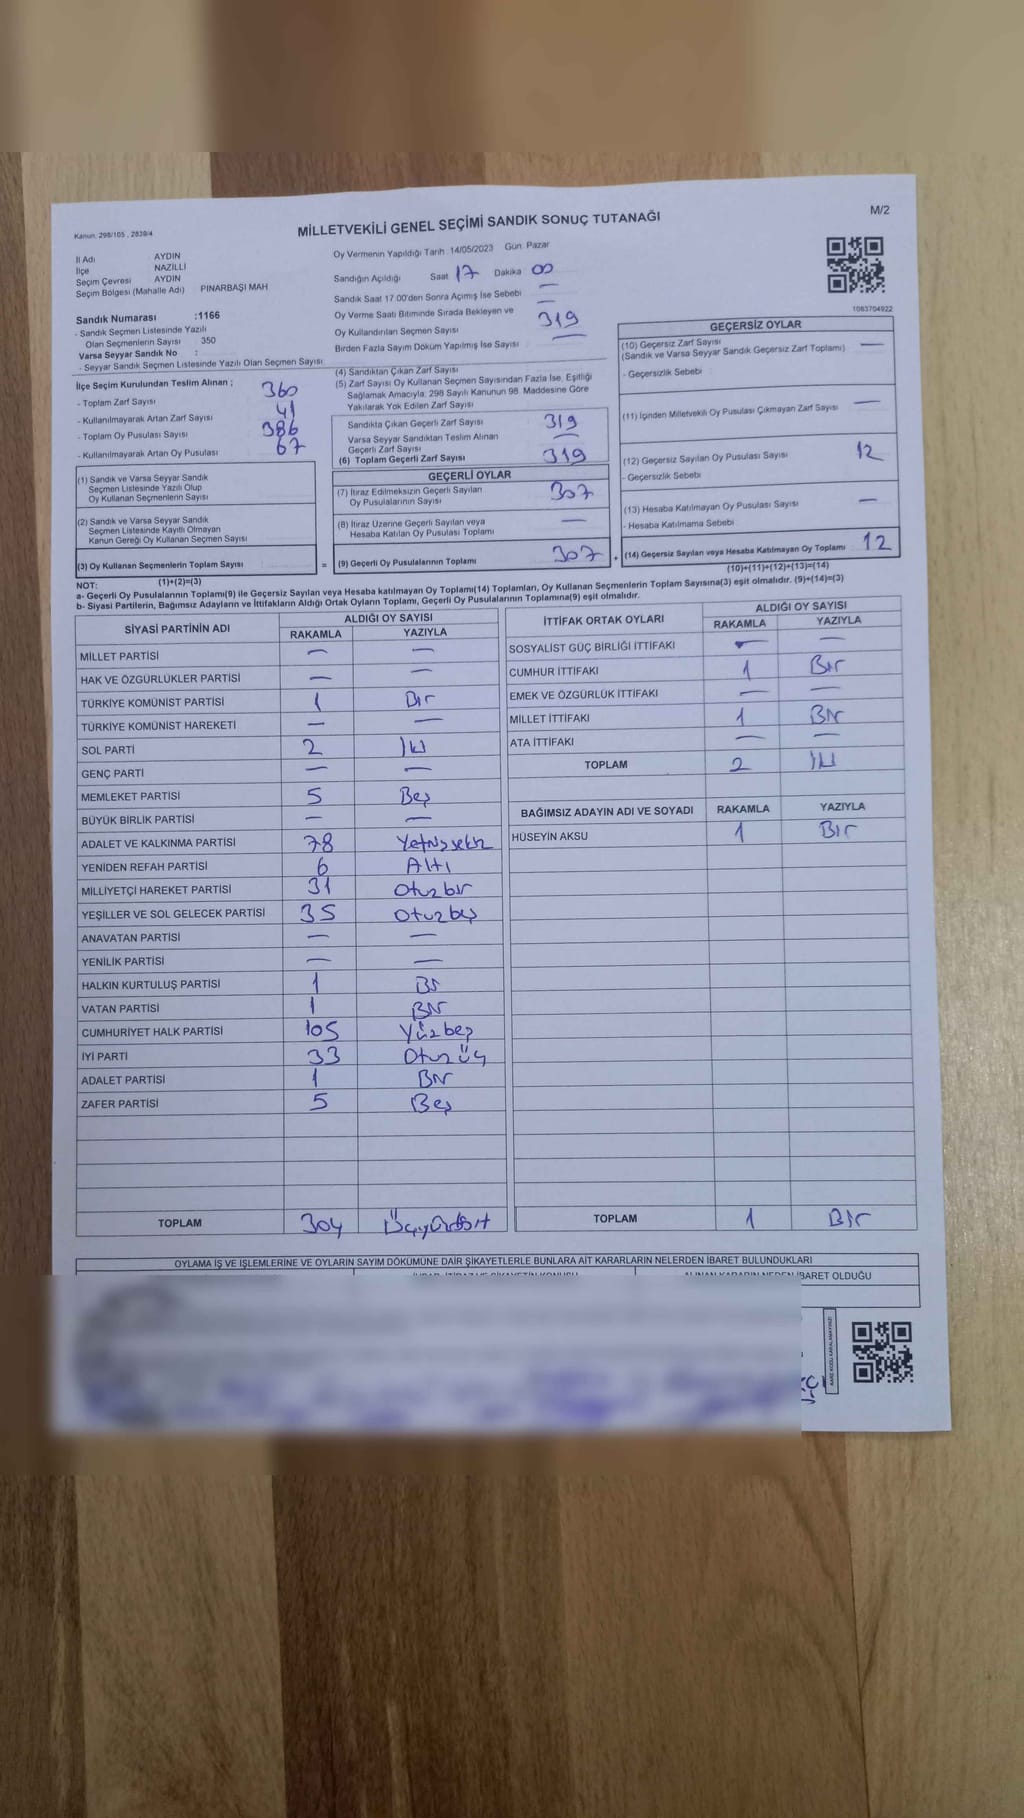 Kanun: 298/105 , 2839/4
MİLLETVEKİLİ GENEL SEÇİMİ SANDIK SONUÇ TUTANAĞI
M/2
İl Adı AYDIN
İlçe NAZİLLİ
Seçim Çevresi AYDIN
Seçim Bölgesi (Mahalle Adı) PINARBAŞI MAH
Sandık Numarası :1166
- Sandık Seçmen Listesinde Yazılı
Olan Seçmenlerin Sayısı 350
Varsa Seyyar Sandık No :
- Seyyar Sandık Seçmen Listesinde Yazılı Olan Seçmen Sayısı
Oy Vermenin Yapıldığı Tarih : 14/05/2023 Gün: Pazar
Sandığın Açıldığı Saat 17 Dakika 00
Sandık Saat 17.00'den Sonra Açılmış İse Sebebi —
Oy Verme Saati Bitiminde Sırada Bekleyen ve —
Oy Kullandırılan Seçmen Sayısı 319
Birden Fazla Sayım Döküm Yapılmış İse Sayısı —
1083704922
İlçe Seçim Kurulundan Teslim Alınan ;
- Toplam Zarf Sayısı 360
- Kullanılmayarak Artan Zarf Sayısı 41
- Toplam Oy Pusulası Sayısı 386
- Kullanılmayarak Artan Oy Pusulası 67
(4) Sandıktan Çıkan Zarf Sayısı
(5) Zarf Sayısı Oy Kullanan Seçmen Sayısından Fazla İse, Eşitliği
Sağlamak Amacıyla, 298 Sayılı Kanunun 98. Maddesine Göre
Yakılarak Yok Edilen Zarf Sayısı
Sandıkta Çıkan Geçerli Zarf Sayısı 319
Varsa Seyyar Sandıktan Teslim Alınan
Geçerli Zarf Sayısı —
(6) Toplam Geçerli Zarf Sayısı 319
GEÇERSİZ OYLAR
(10) Geçersiz Zarf Sayısı
(Sandık ve Varsa Seyyar Sandık Geçersiz Zarf Toplamı) —
- Geçersizlik Sebebi
(11) İçinden Milletvekili Oy Pusulası Çıkmayan Zarf Sayısı —
(12) Geçersiz Sayılan Oy Pusulası Sayısı 12
- Geçersizlik Sebebi
(13) Hesaba Katılmayan Oy Pusulası Sayısı —
- Hesaba Katılmama Sebebi
(14) Geçersiz Sayılan veya Hesaba Katılmayan Oy Toplamı 12
(10)+(11)+(12)+(13)=(14)
(1) Sandık ve Varsa Seyyar Sandık
Seçmen Listesinde Yazılı Olup
Oy Kullanan Seçmenlerin Sayısı
(2) Sandık ve Varsa Seyyar Sandık
Seçmen Listesinde Kayıtlı Olmayan
Kanun Gereği Oy Kullanan Seçmen Sayısı
(3) Oy Kullanan Seçmenlerin Toplam Sayısı =
(1)+(2)=(3)
GEÇERLİ OYLAR
(7) İtiraz Edilmeksizin Geçerli Sayılan
Oy Pusulalarının Sayısı 307
(8) İtiraz Üzerine Geçerli Sayılan veya
Hesaba Katılan Oy Pusulası Toplamı —
(9) Geçerli Oy Pusulalarının Toplamı 307 +
NOT:
a- Geçerli Oy Pusulalarının Toplamı(9) ile Geçersiz Sayılan veya Hesaba katılmayan Oy Toplamı(14) Toplamları, Oy Kullanan Seçmenlerin Toplam Sayısına(3) eşit olmalıdır. (9)+(14)=(3)
b- Siyasi Partilerin, Bağımsız Adayların ve İttifakların Aldığı Ortak Oyların Toplamı, Geçerli Oy Pusulalarının Toplamına(9) eşit olmalıdır.
SİYASİ PARTİNİN ADI ALDIĞI OY SAYISI
RAKAMLA YAZIYLA
MİLLET PARTİSİ — —
HAK VE ÖZGÜRLÜKLER PARTİSİ — —
TÜRKİYE KOMÜNİST PARTİSİ 1 Bir
TÜRKİYE KOMÜNİST HAREKETİ — —
SOL PARTİ 2 İki
GENÇ PARTİ — —
MEMLEKET PARTİSİ 5 Beş
BÜYÜK BİRLİK PARTİSİ — —
ADALET VE KALKINMA PARTİSİ 78 Yetmişsekiz
YENİDEN REFAH PARTİSİ 6 Altı
MİLLİYETÇİ HAREKET PARTİSİ 31 Otuzbir
YEŞİLLER VE SOL GELECEK PARTİSİ 35 Otuzbeş
ANAVATAN PARTİSİ — —
YENİLİK PARTİSİ — —
HALKIN KURTULUŞ PARTİSİ 1 Bir
VATAN PARTİSİ 1 Bir
CUMHURİYET HALK PARTİSİ 105 Yüzbeş
İYİ PARTİ 33 Otuzüç
ADALET PARTİSİ 1 Bir
ZAFER PARTİSİ 5 Beş
TOPLAM 304 Üçyüzdört
İTTİFAK ORTAK OYLARI ALDIĞI OY SAYISI
RAKAMLA YAZIYLA
SOSYALİST GÜÇ BİRLİĞİ İTTİFAKI — —
CUMHUR İTTİFAKI 1 Bir
EMEK VE ÖZGÜRLÜK İTTİFAKI — —
MİLLET İTTİFAKI 1 Bir
ATA İTTİFAKI — —
TOPLAM 2 İki
BAĞIMSIZ ADAYIN ADI VE SOYADI RAKAMLA YAZIYLA
HÜSEYİN AKSU 1 Bir
TOPLAM 1 Bir
OYLAMA İŞ VE İŞLEMLERİNE VE OYLARIN SAYIM DÖKÜMÜNE DAİR ŞİKAYETLERLE BUNLARA AİT KARARLARIN NELERDEN İBARET BULUNDUKLARI
ALINAN KARARIN NEDEN İBARET OLDUĞU
KARE KODU KARALAMAYINIZ!